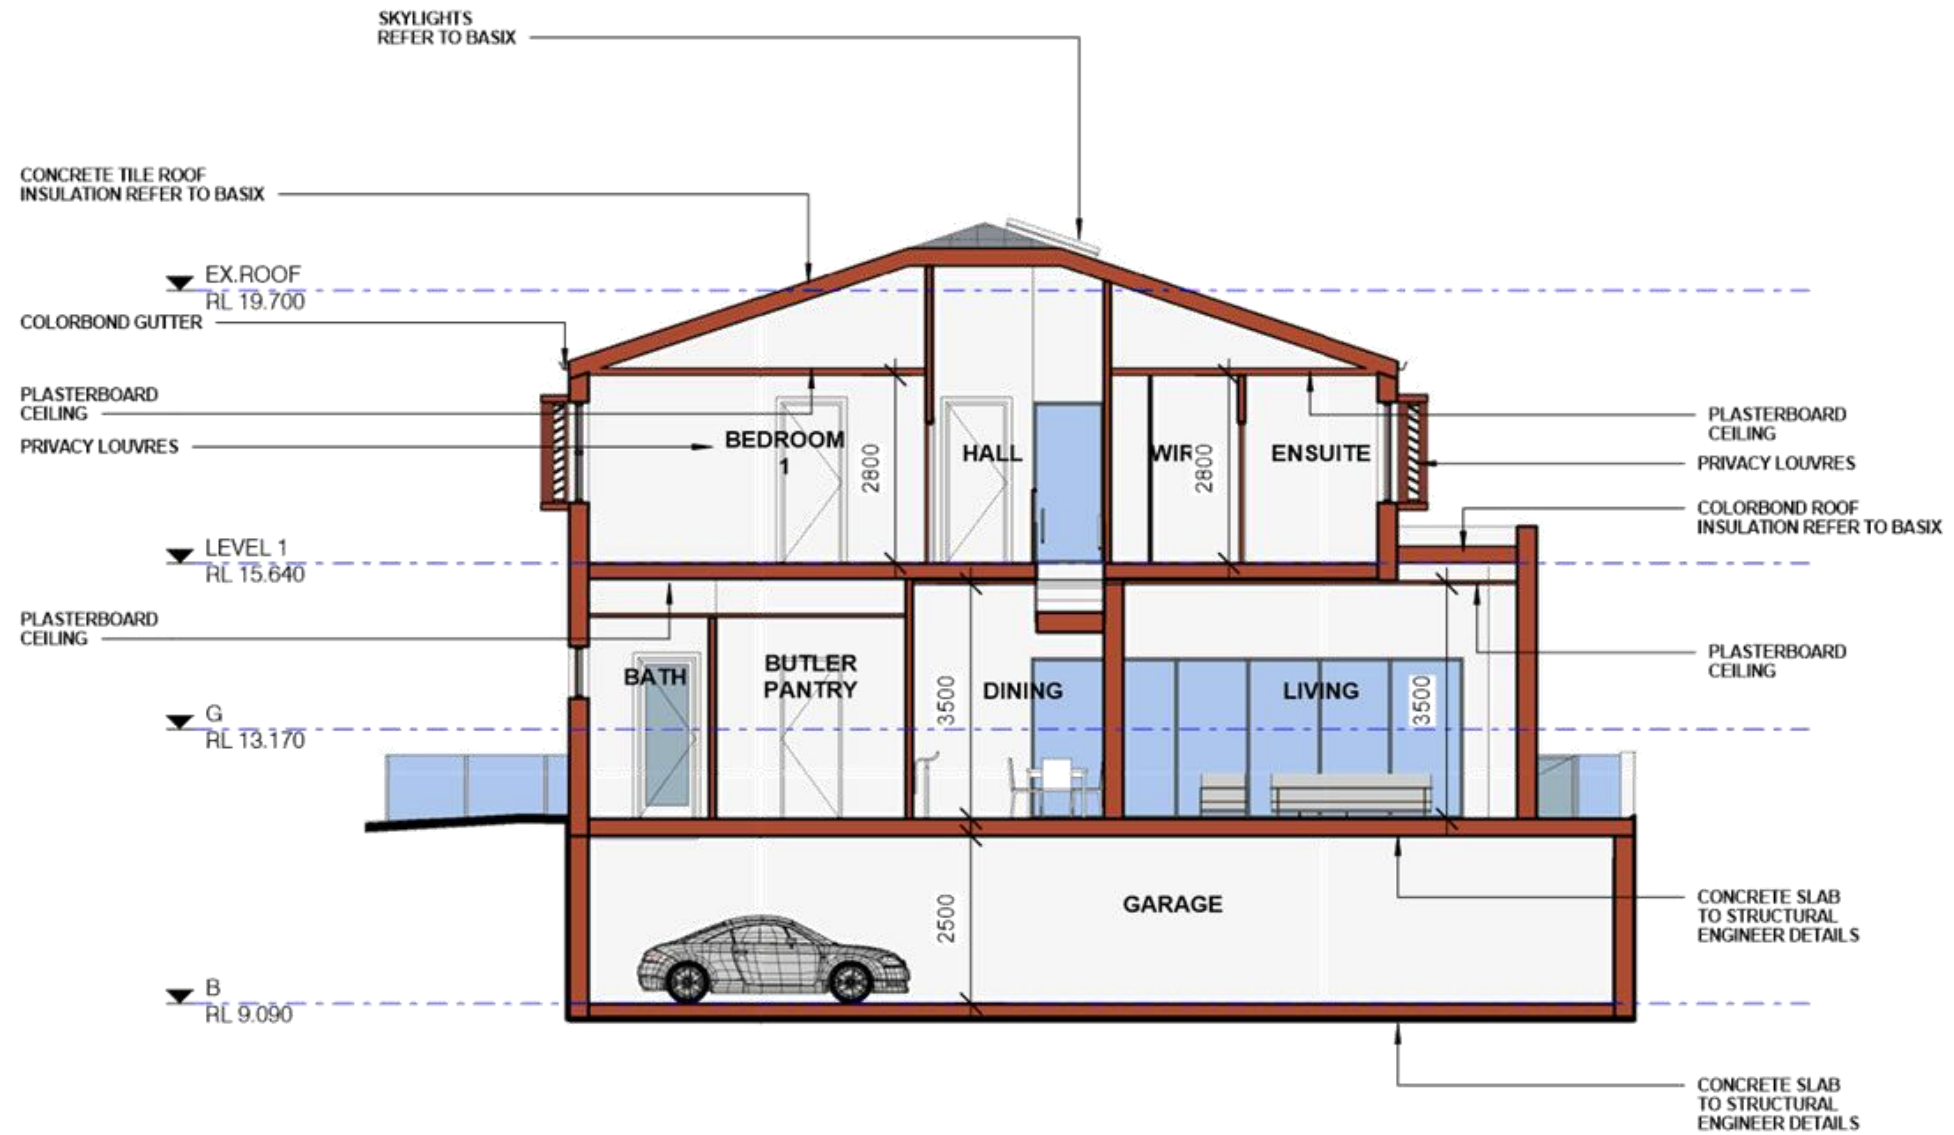 SKYLIGHTS
REFER TO BASIX
CONCRETE TILE ROOF
INSULATION REFER TO BASIX
EX.ROOF
RL 19.700
COLORBOND GUTTER
PLASTERBOARD
CEILING
PRIVACY LOUVRES
BEDROOM
1
2800
HALL
WIR
2800
ENSUITE
PLASTERBOARD
CEILING
PRIVACY LOUVRES
COLORBOND ROOF
INSULATION REFER TO BASIX
LEVEL 1
RL 15.640
PLASTERBOARD
CEILING
BATH
BUTLER
PANTRY
3500
DINING
LIVING
3500
PLASTERBOARD
CEILING
G
RL 13.170
2500
GARAGE
CONCRETE SLAB
TO STRUCTURAL
ENGINEER DETAILS
B
RL 9.090
CONCRETE SLAB
TO STRUCTURAL
ENGINEER DETAILS